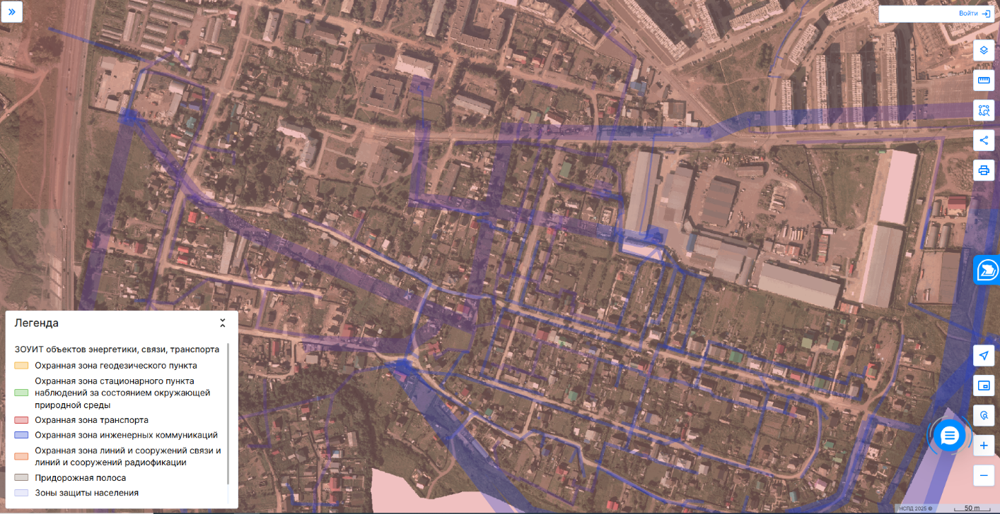 Войти
Легенда
ЗОУИТ объектов энергетики, связи, транспорта
Охранная зона геодезического пункта
Охранная зона стационарного пункта
наблюдений за состоянием окружающей
природной среды
Охранная зона транспорта
Охранная зона инженерных коммуникаций
Охранная зона линий и сооружений связи и
линий и сооружений радиофикации
Придорожная полоса
Зоны защиты населения
НСПД 2025 ©
50 m